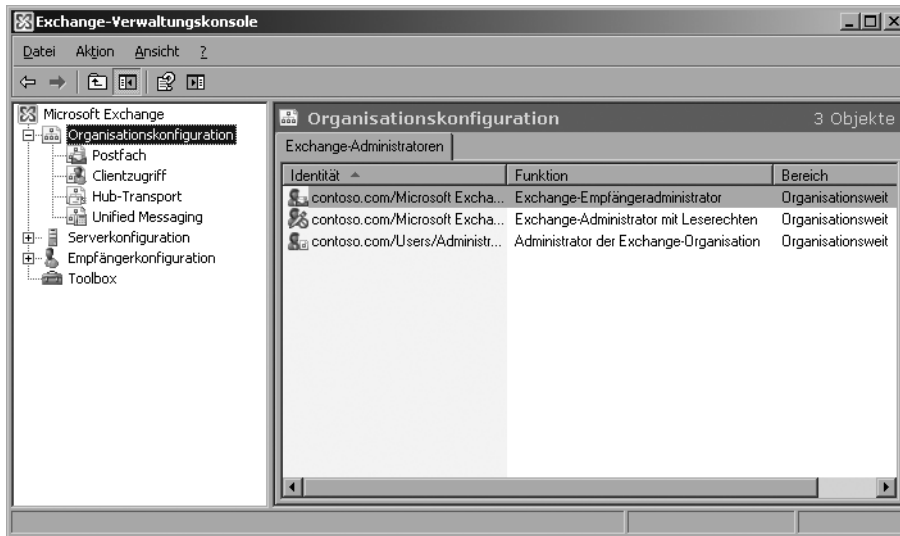 Exchange-Verwaltungskonsole
Datei Aktion Ansicht ?
Microsoft Exchange
Organisationskonfiguration
Postfach
Clientzugriff
Hub-Transport
Unified Messaging
Serverkonfiguration
Empfängerkonfiguration
Toolbox
Organisationskonfiguration 3 Objekte
Exchange-Administratoren
Identität Funktion Bereich
contoso.com/Microsoft Excha... Exchange-Empfängeradministrator Organisationsweit
contoso.com/Microsoft Excha... Exchange-Administrator mit Leserechten Organisationsweit
contoso.com/Users/Administr... Administrator der Exchange-Organisation Organisationsweit